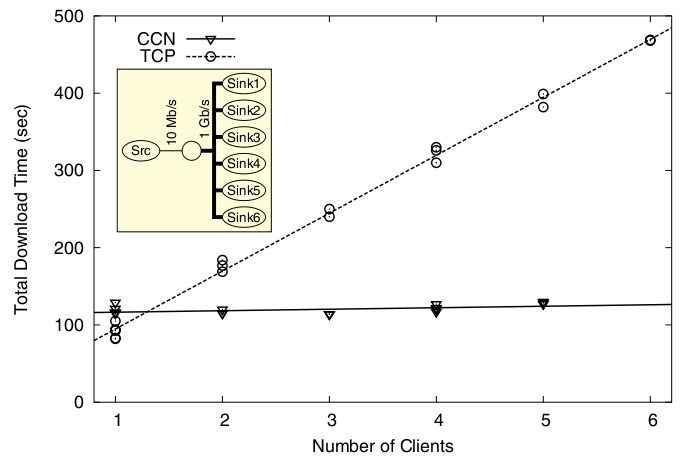 500
400
300
200
100
0
Total Download Time (sec)
CCN
TCP
Src
10 Mb/s
1 Gb/s
Sink1
Sink2
Sink3
Sink4
Sink5
Sink6
1 2 3 4 5 6
Number of Clients